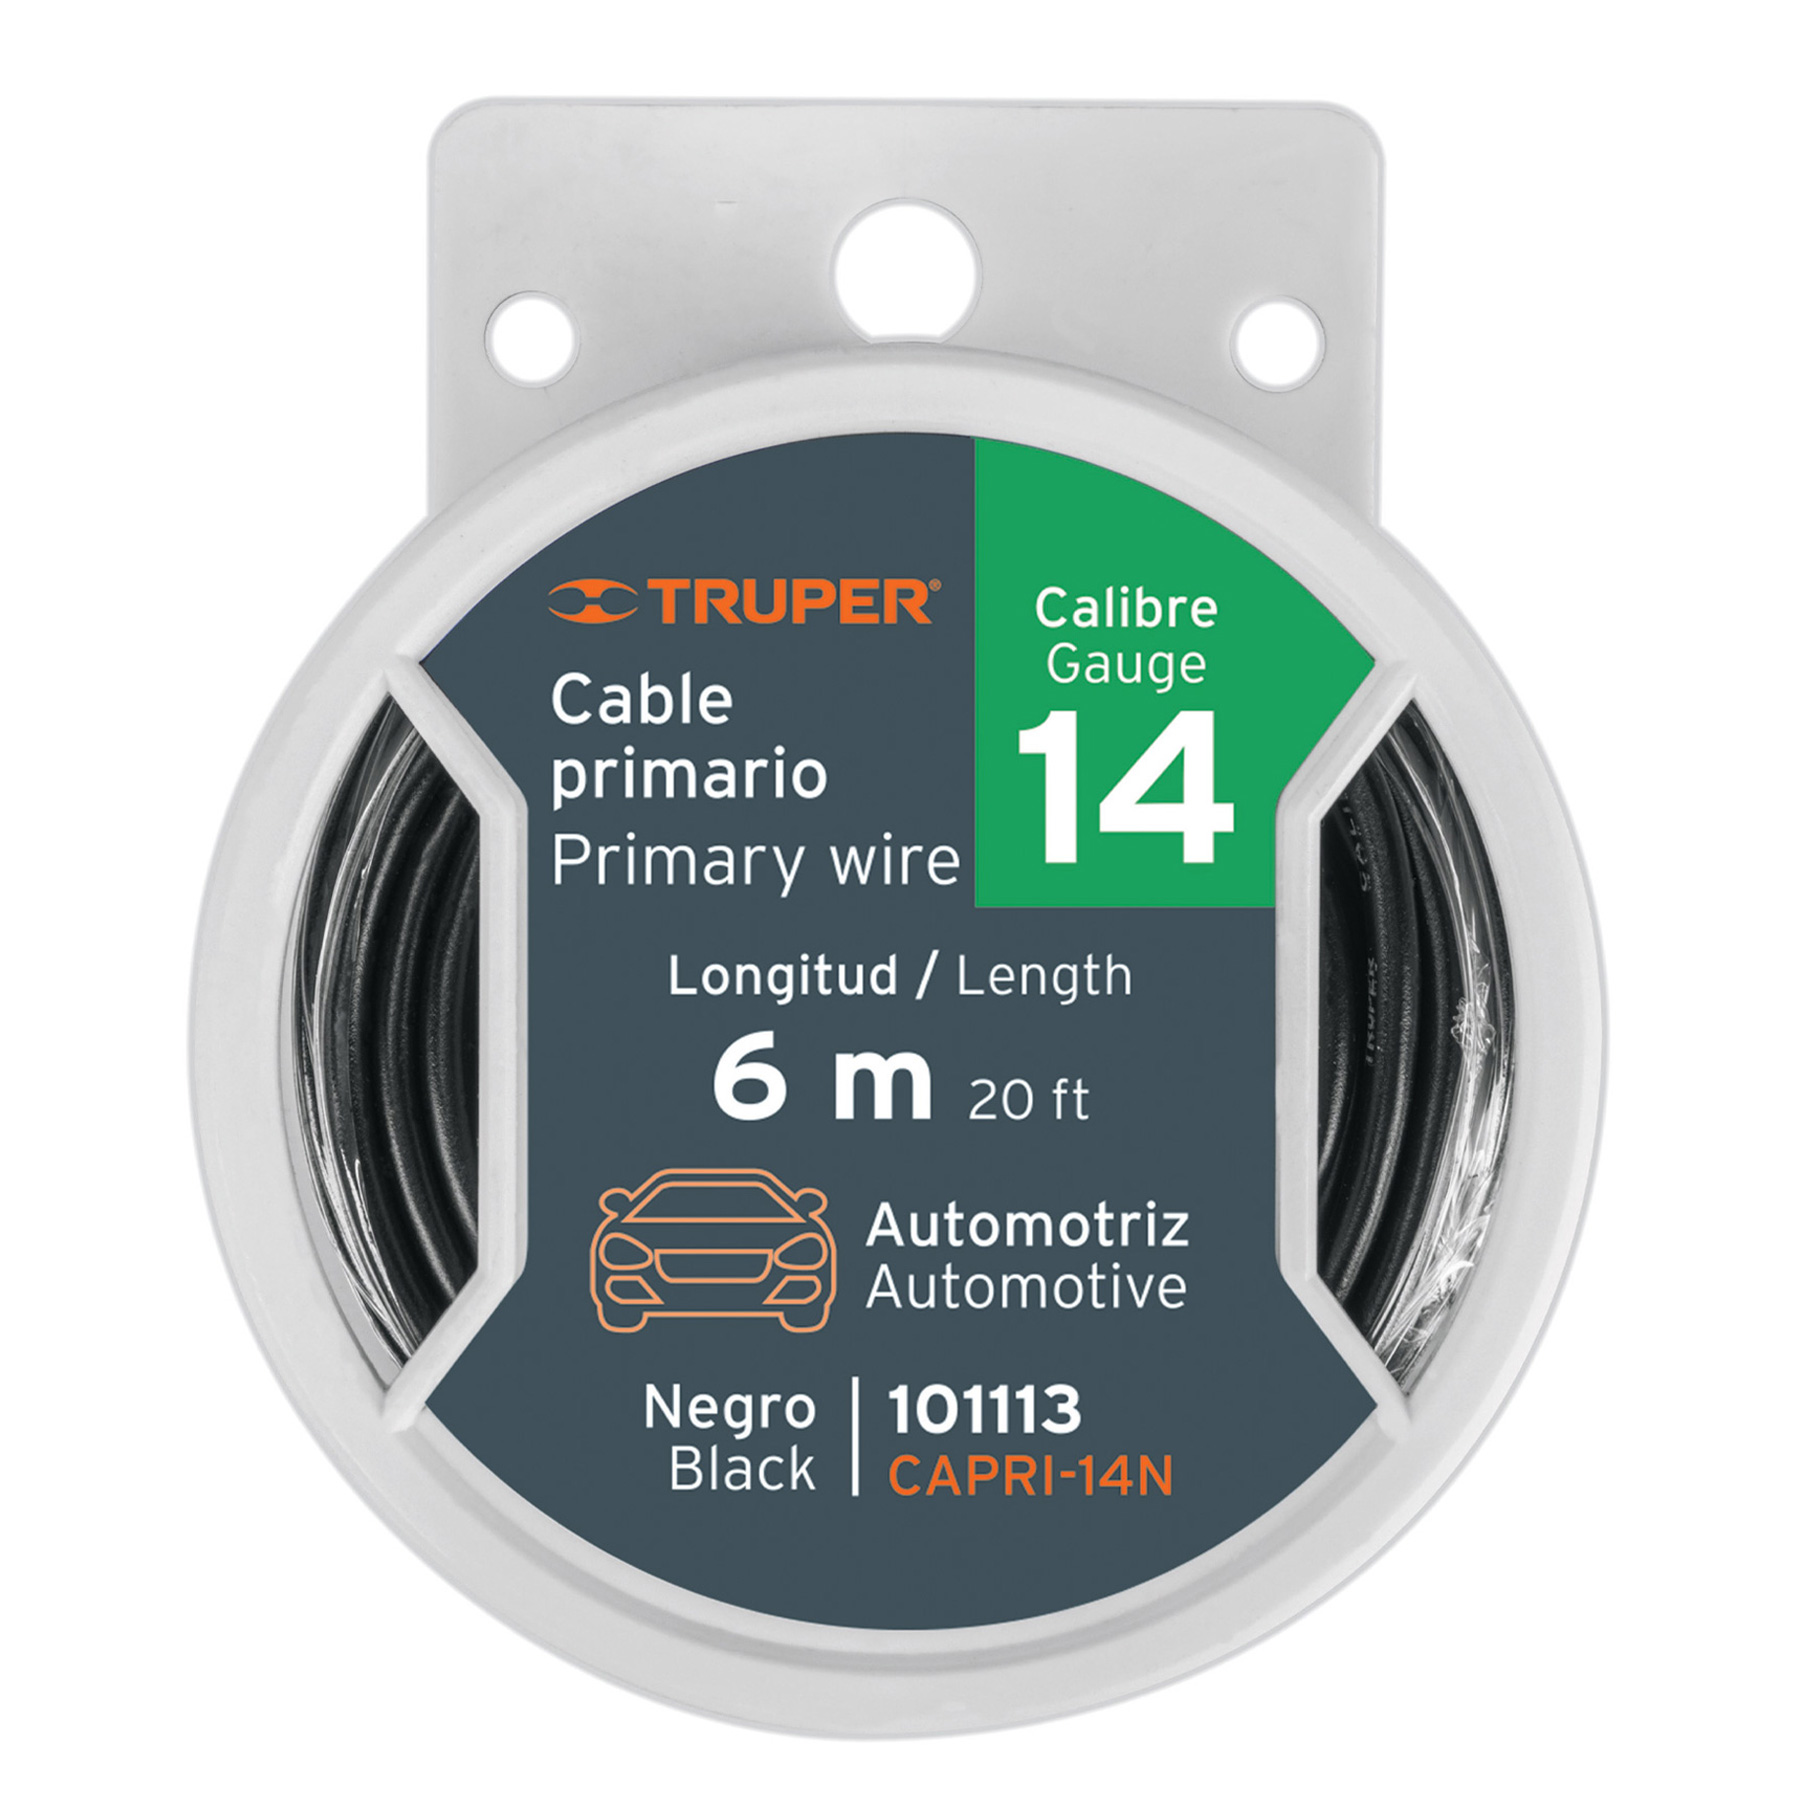 TRUPER®
Cable
primario
Primary wire
Calibre
Gauge
14
Longitud / Length
6 m 20 ft
Automotriz
Automotive
Negro
Black
101113
CAPRI-14N
TRUPER